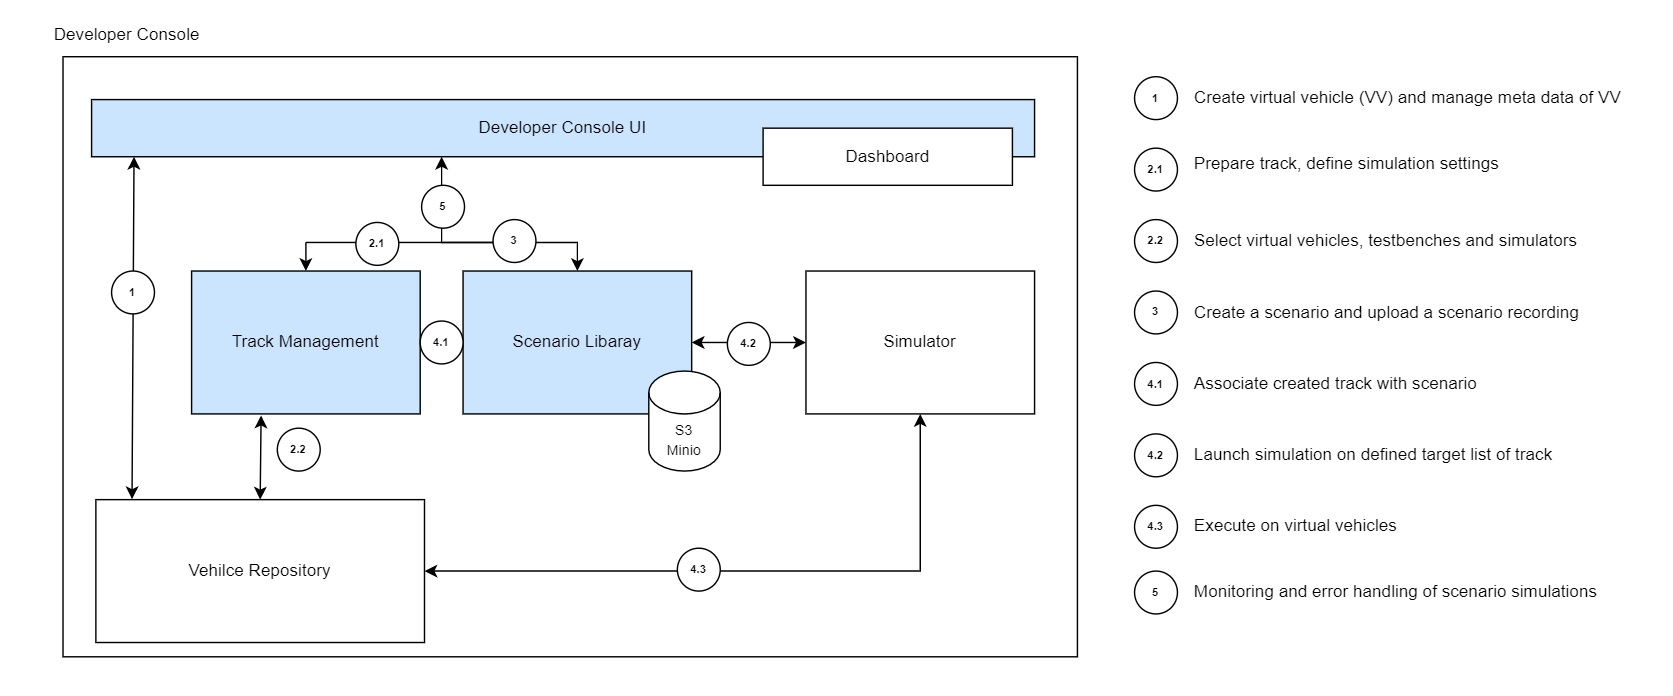 Developer Console
Developer Console UI
Dashboard
5
2.1
3
1
Track Management
4.1
Scenario Libaray
4.2
Simulator
S3
Minio
2.2
Vehilce Repository
4.3
1
Create virtual vehicle (VV) and manage meta data of VV
2.1
Prepare track, define simulation settings
2.2
Select virtual vehicles, testbenches and simulators
3
Create a scenario and upload a scenario recording
4.1
Associate created track with scenario
4.2
Launch simulation on defined target list of track
4.3
Execute on virtual vehicles
5
Monitoring and error handling of scenario simulations